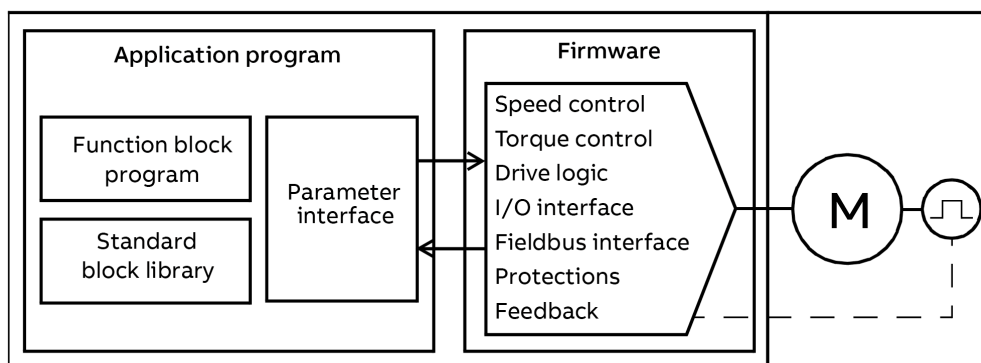 Application program
Function block
program
Standard
block library
Parameter
interface
Firmware
Speed control
Torque control
Drive logic
I/O interface
Fieldbus interface
Protections
Feedback
M